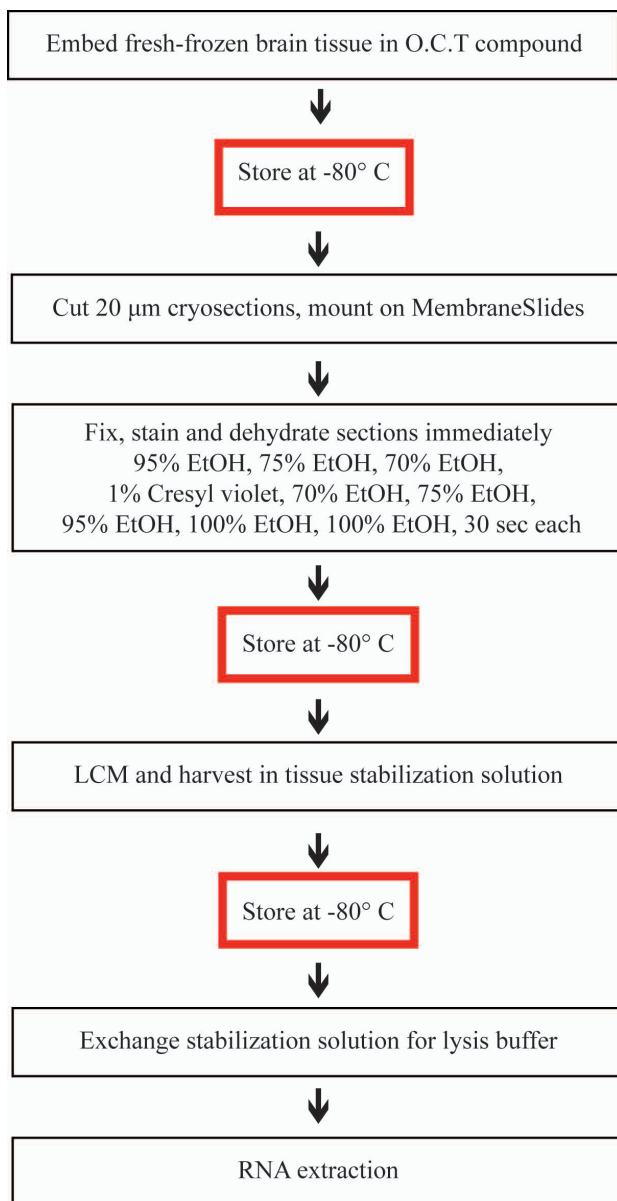 Embed fresh-frozen brain tissue in O.C.T compound
Store at -80° C
Cut 20 μm cryosections, mount on MembraneSlides
Fix, stain and dehydrate sections immediately
95% EtOH, 75% EtOH, 70% EtOH,
1% Cresyl violet, 70% EtOH, 75% EtOH,
95% EtOH, 100% EtOH, 100% EtOH, 30 sec each
Store at -80° C
LCM and harvest in tissue stabilization solution
Store at -80° C
Exchange stabilization solution for lysis buffer
RNA extraction